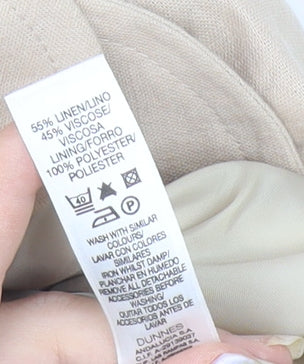 55% LINEN/LINO
45% VISCOSE/
VISCOSA
LINING/FORRO
100% POLYESTER/
POLIESTER
40
WASH WITH SIMILAR
COLOURS/
LAVAR CON COLORES
SIMILARES
IRON WHILST DAMP/
PLANCHAR EN HUMEDO
REMOVE ALL DETACHABLE
ACCESSORIES BEFORE
WASHING/
QUITAR TODOS LOS
ACCESORIOS ANTES DE
LAVAR
DUNNES
ANDALUCIA S.A.